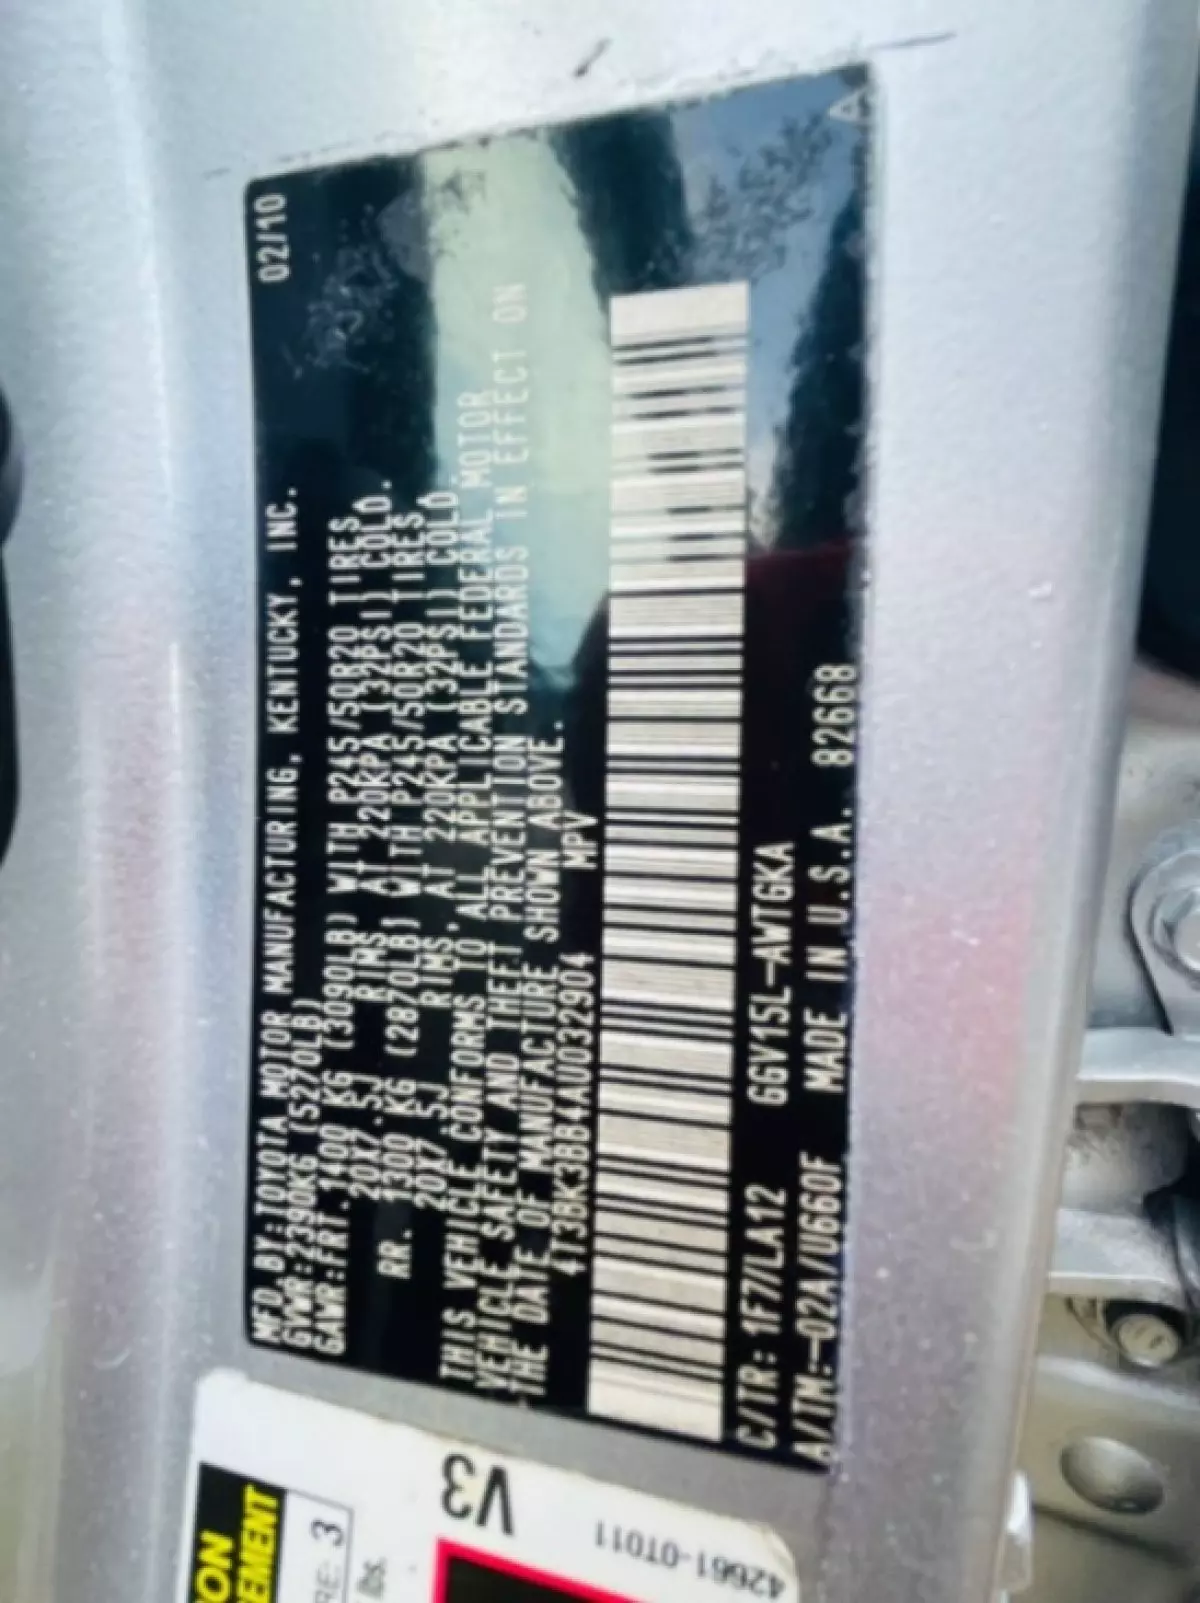 MFD. BY: TOYOTA MOTOR MANUFACTURING, KENTUCKY, INC. 02/10
GVWR: 2390KG (5270LB)
GAWR: FRT. 1400 KG (3090LB) WITH P245/50R20 TIRES
20X7.5J RIMS, AT 220KPA (32PSI) COLD.
RR. 1300 KG (2870LB) WITH P245/50R20 TIRES
20X7.5J RIMS, AT 220KPA (32PSI) COLD
THIS VEHICLE CONFORMS TO ALL APPLICABLE FEDERAL MOTOR
VEHICLE SAFETY AND THEFT PREVENTION STANDARDS IN EFFECT ON
THE DATE OF MANUFACTURE SHOWN ABOVE.
4T3BK3BB4AU032904 MPV
C/TR: 1F7/LA12 GGV15L-AWTGKA
A/TM:-02A/U660F MADE IN U.S.A. 82668
V3
42661-0T011
3
lbs.